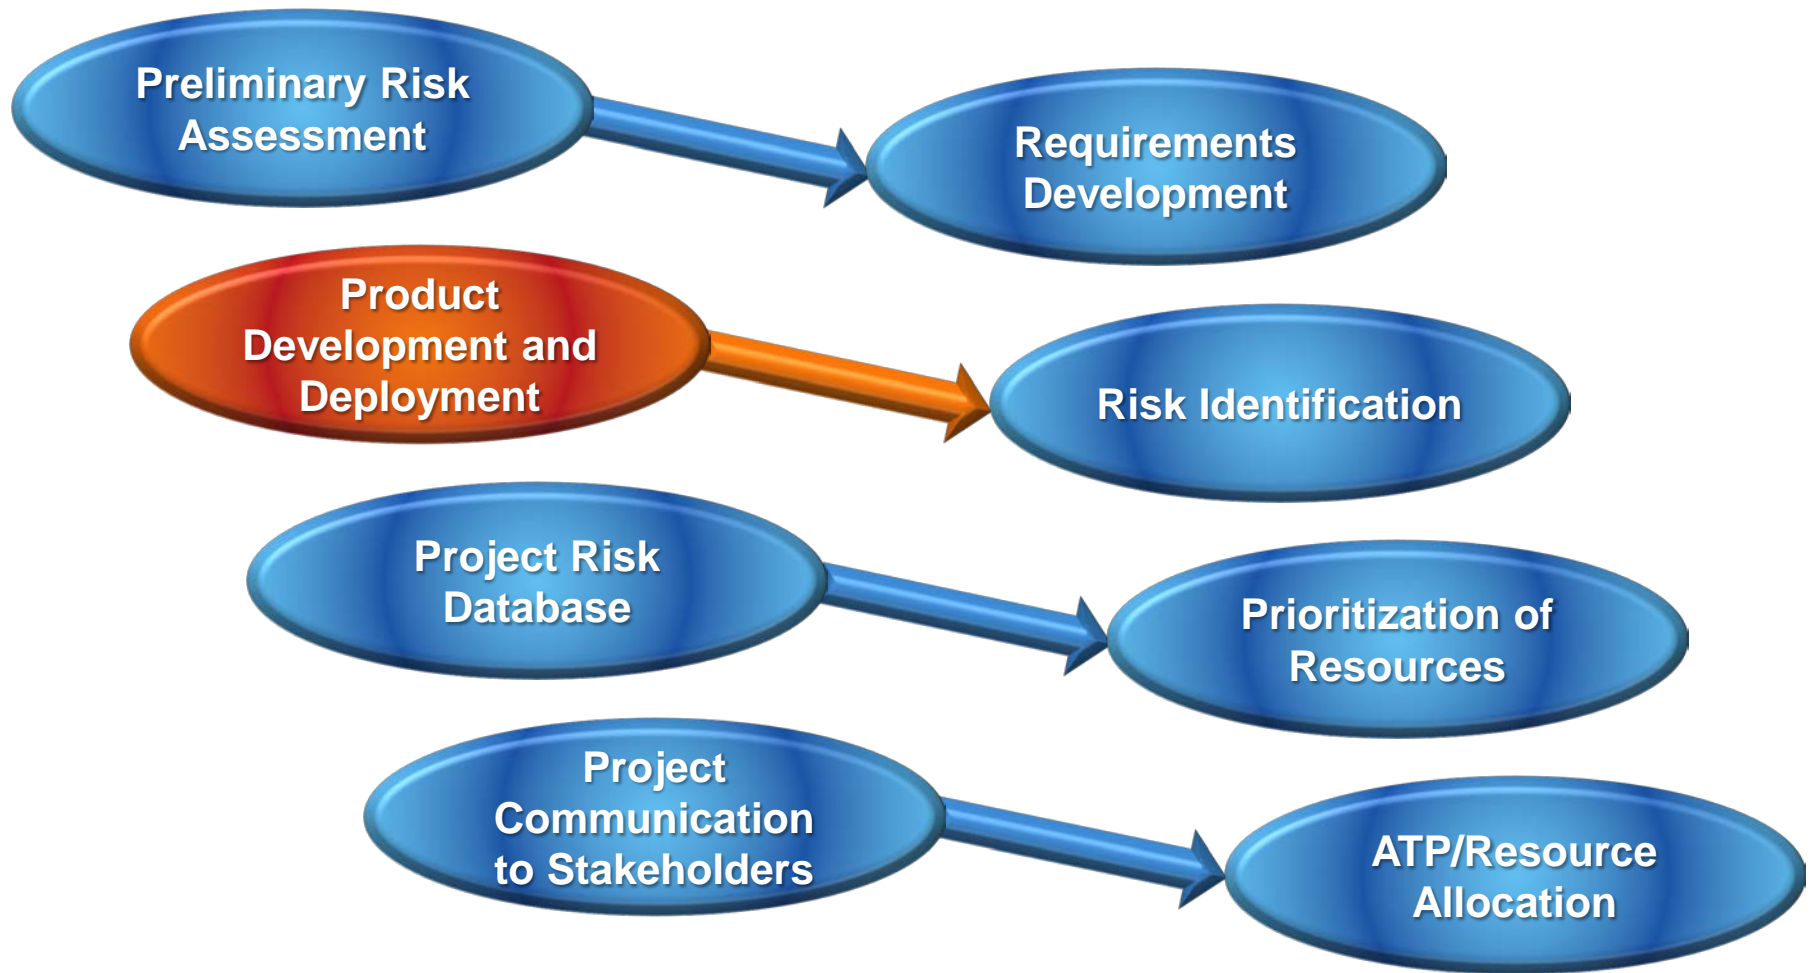 Preliminary Risk
Assessment
Requirements
Development
Product
Development and
Deployment
Risk Identification
Project Risk
Database
Prioritization of
Resources
Project
Communication
to Stakeholders
ATP/Resource
Allocation